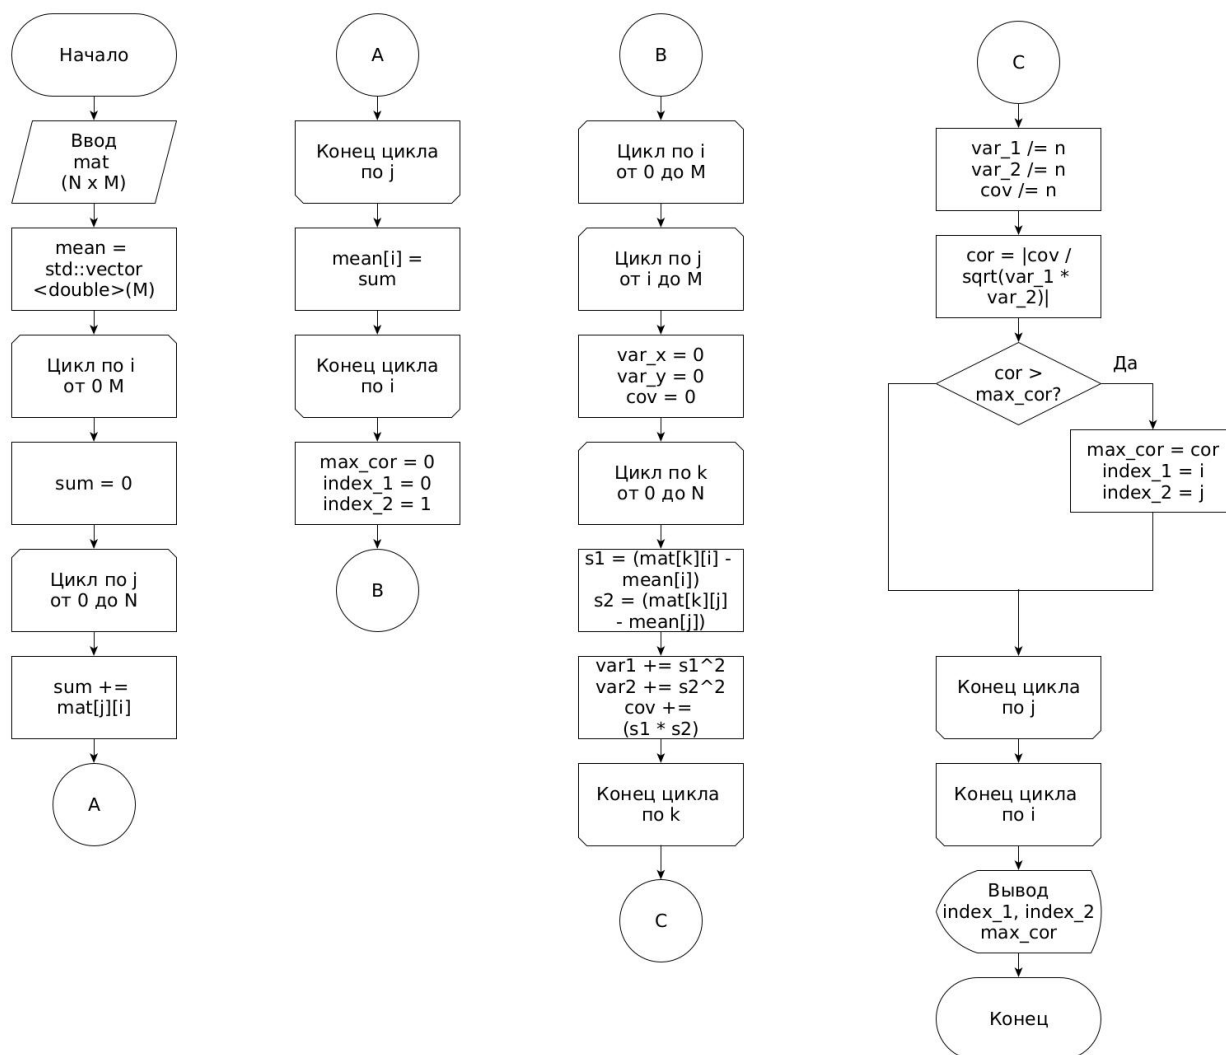 Начало
Ввод
mat
(N x M)
mean =
std::vector
<double>(M)
Цикл по i
от 0 M
sum = 0
Цикл по j
от 0 до N
sum +=
mat[j][i]
A
A
Конец цикла
по j
mean[i] =
sum
Конец цикла
по i
max_cor = 0
index_1 = 0
index_2 = 1
B
B
Цикл по i
от 0 до M
Цикл по j
от i до M
var_x = 0
var_y = 0
cov = 0
Цикл по k
от 0 до N
s1 = (mat[k][i] -
mean[i])
s2 = (mat[k][j]
- mean[j])
var1 += s1^2
var2 += s2^2
cov +=
(s1 * s2)
Конец цикла
по k
C
C
var_1 /= n
var_2 /= n
cov /= n
cor = |cov /
sqrt(var_1 *
var_2)|
cor >
max_cor?
Да
max_cor = cor
index_1 = i
index_2 = j
Конец цикла
по j
Конец цикла
по i
Вывод
index_1, index_2
max_cor
Конец